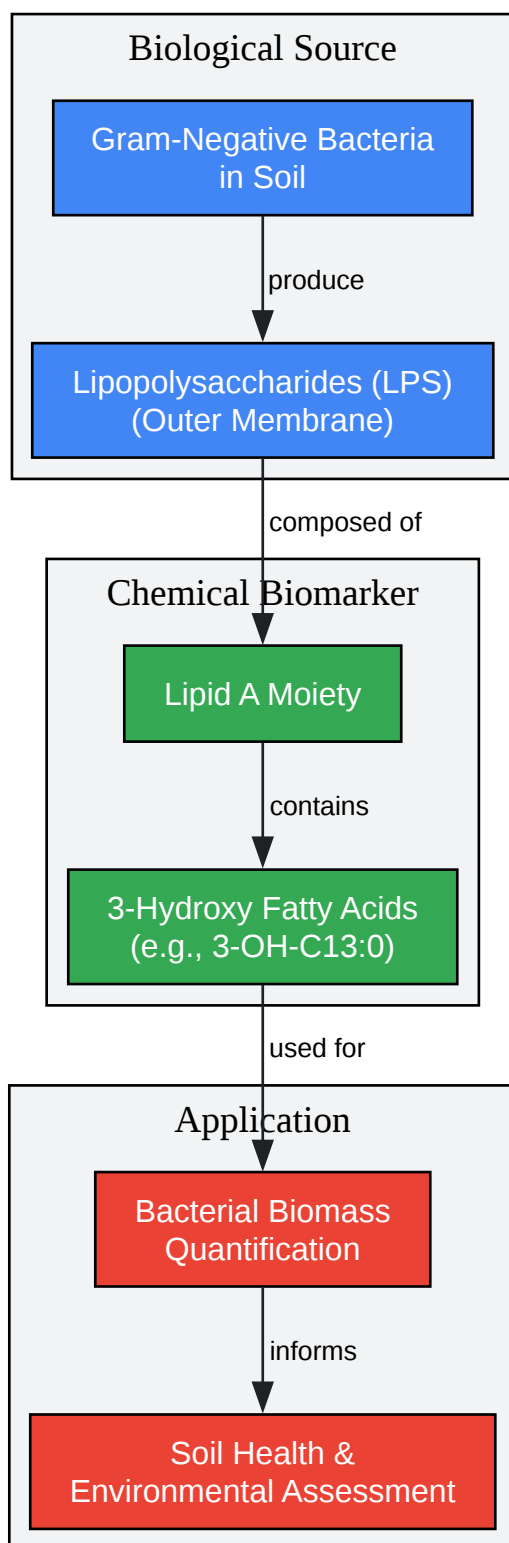 Biological Source
Gram-Negative Bacteria
in Soil
produce
Lipopolysaccharides (LPS)
(Outer Membrane)
composed of
Chemical Biomarker
Lipid A Moiety
contains
3-Hydroxy Fatty Acids
(e.g., 3-OH-C13:0)
used for
Application
Bacterial Biomass
Quantification
informs
Soil Health &
Environmental Assessment